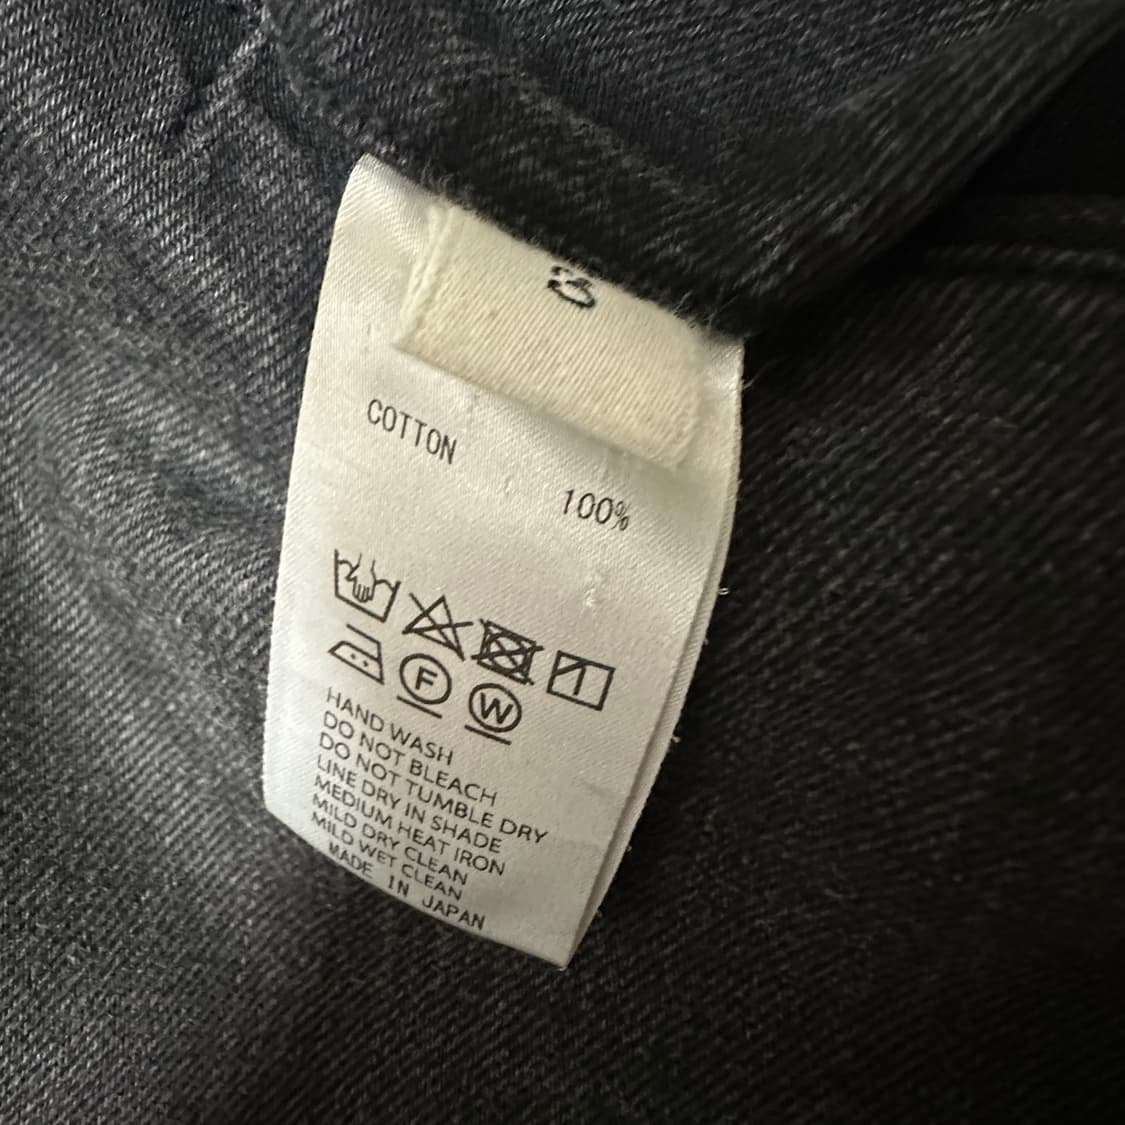 3
COTTON
100%
F
W
HAND WASH
DO NOT BLEACH
DO NOT TUMBLE DRY
LINE DRY IN SHADE
MEDIUM HEAT IRON
MILD DRY CLEAN
MILD WET CLEAN
MADE IN JAPAN